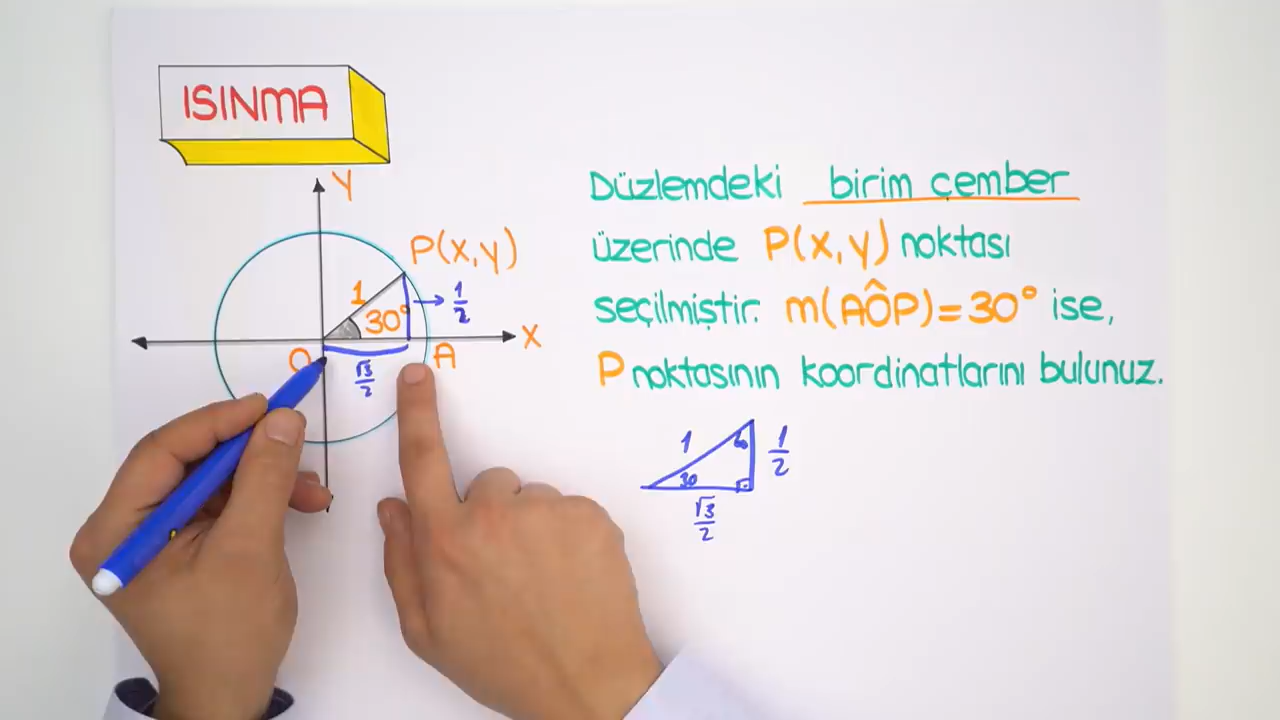 ISINMA
Y
P(x,y)
1
30°
→ 1/2
X
O
A
√3/2
Düzlemdeki birim çember
üzerinde P(x,y) noktası
seçilmiştir. m(AÔP)=30° ise,
P noktasının koordinatlarını bulunuz.
1
60
1/2
30
√3/2